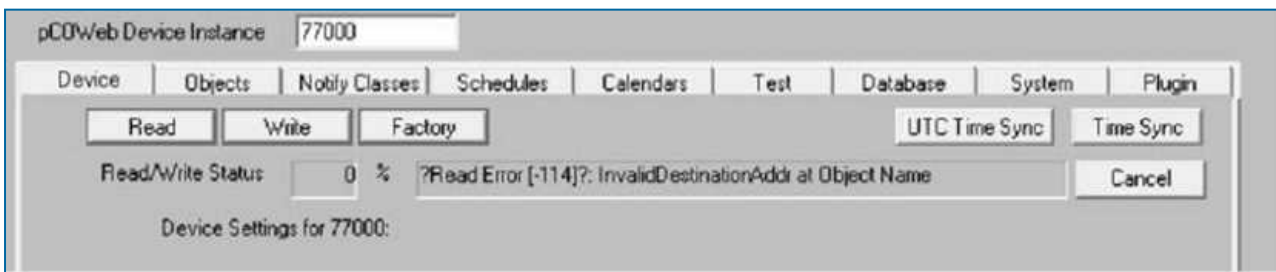 pCOWeb Device Instance 77000
Device Objects Notify Classes Schedules Calendars Test Database System Plugin
Read Write Factory UTC Time Sync Time Sync
Read/Write Status 0 % ?Read Error [-114]?: InvalidDestinationAddr at Object Name Cancel
Device Settings for 77000: